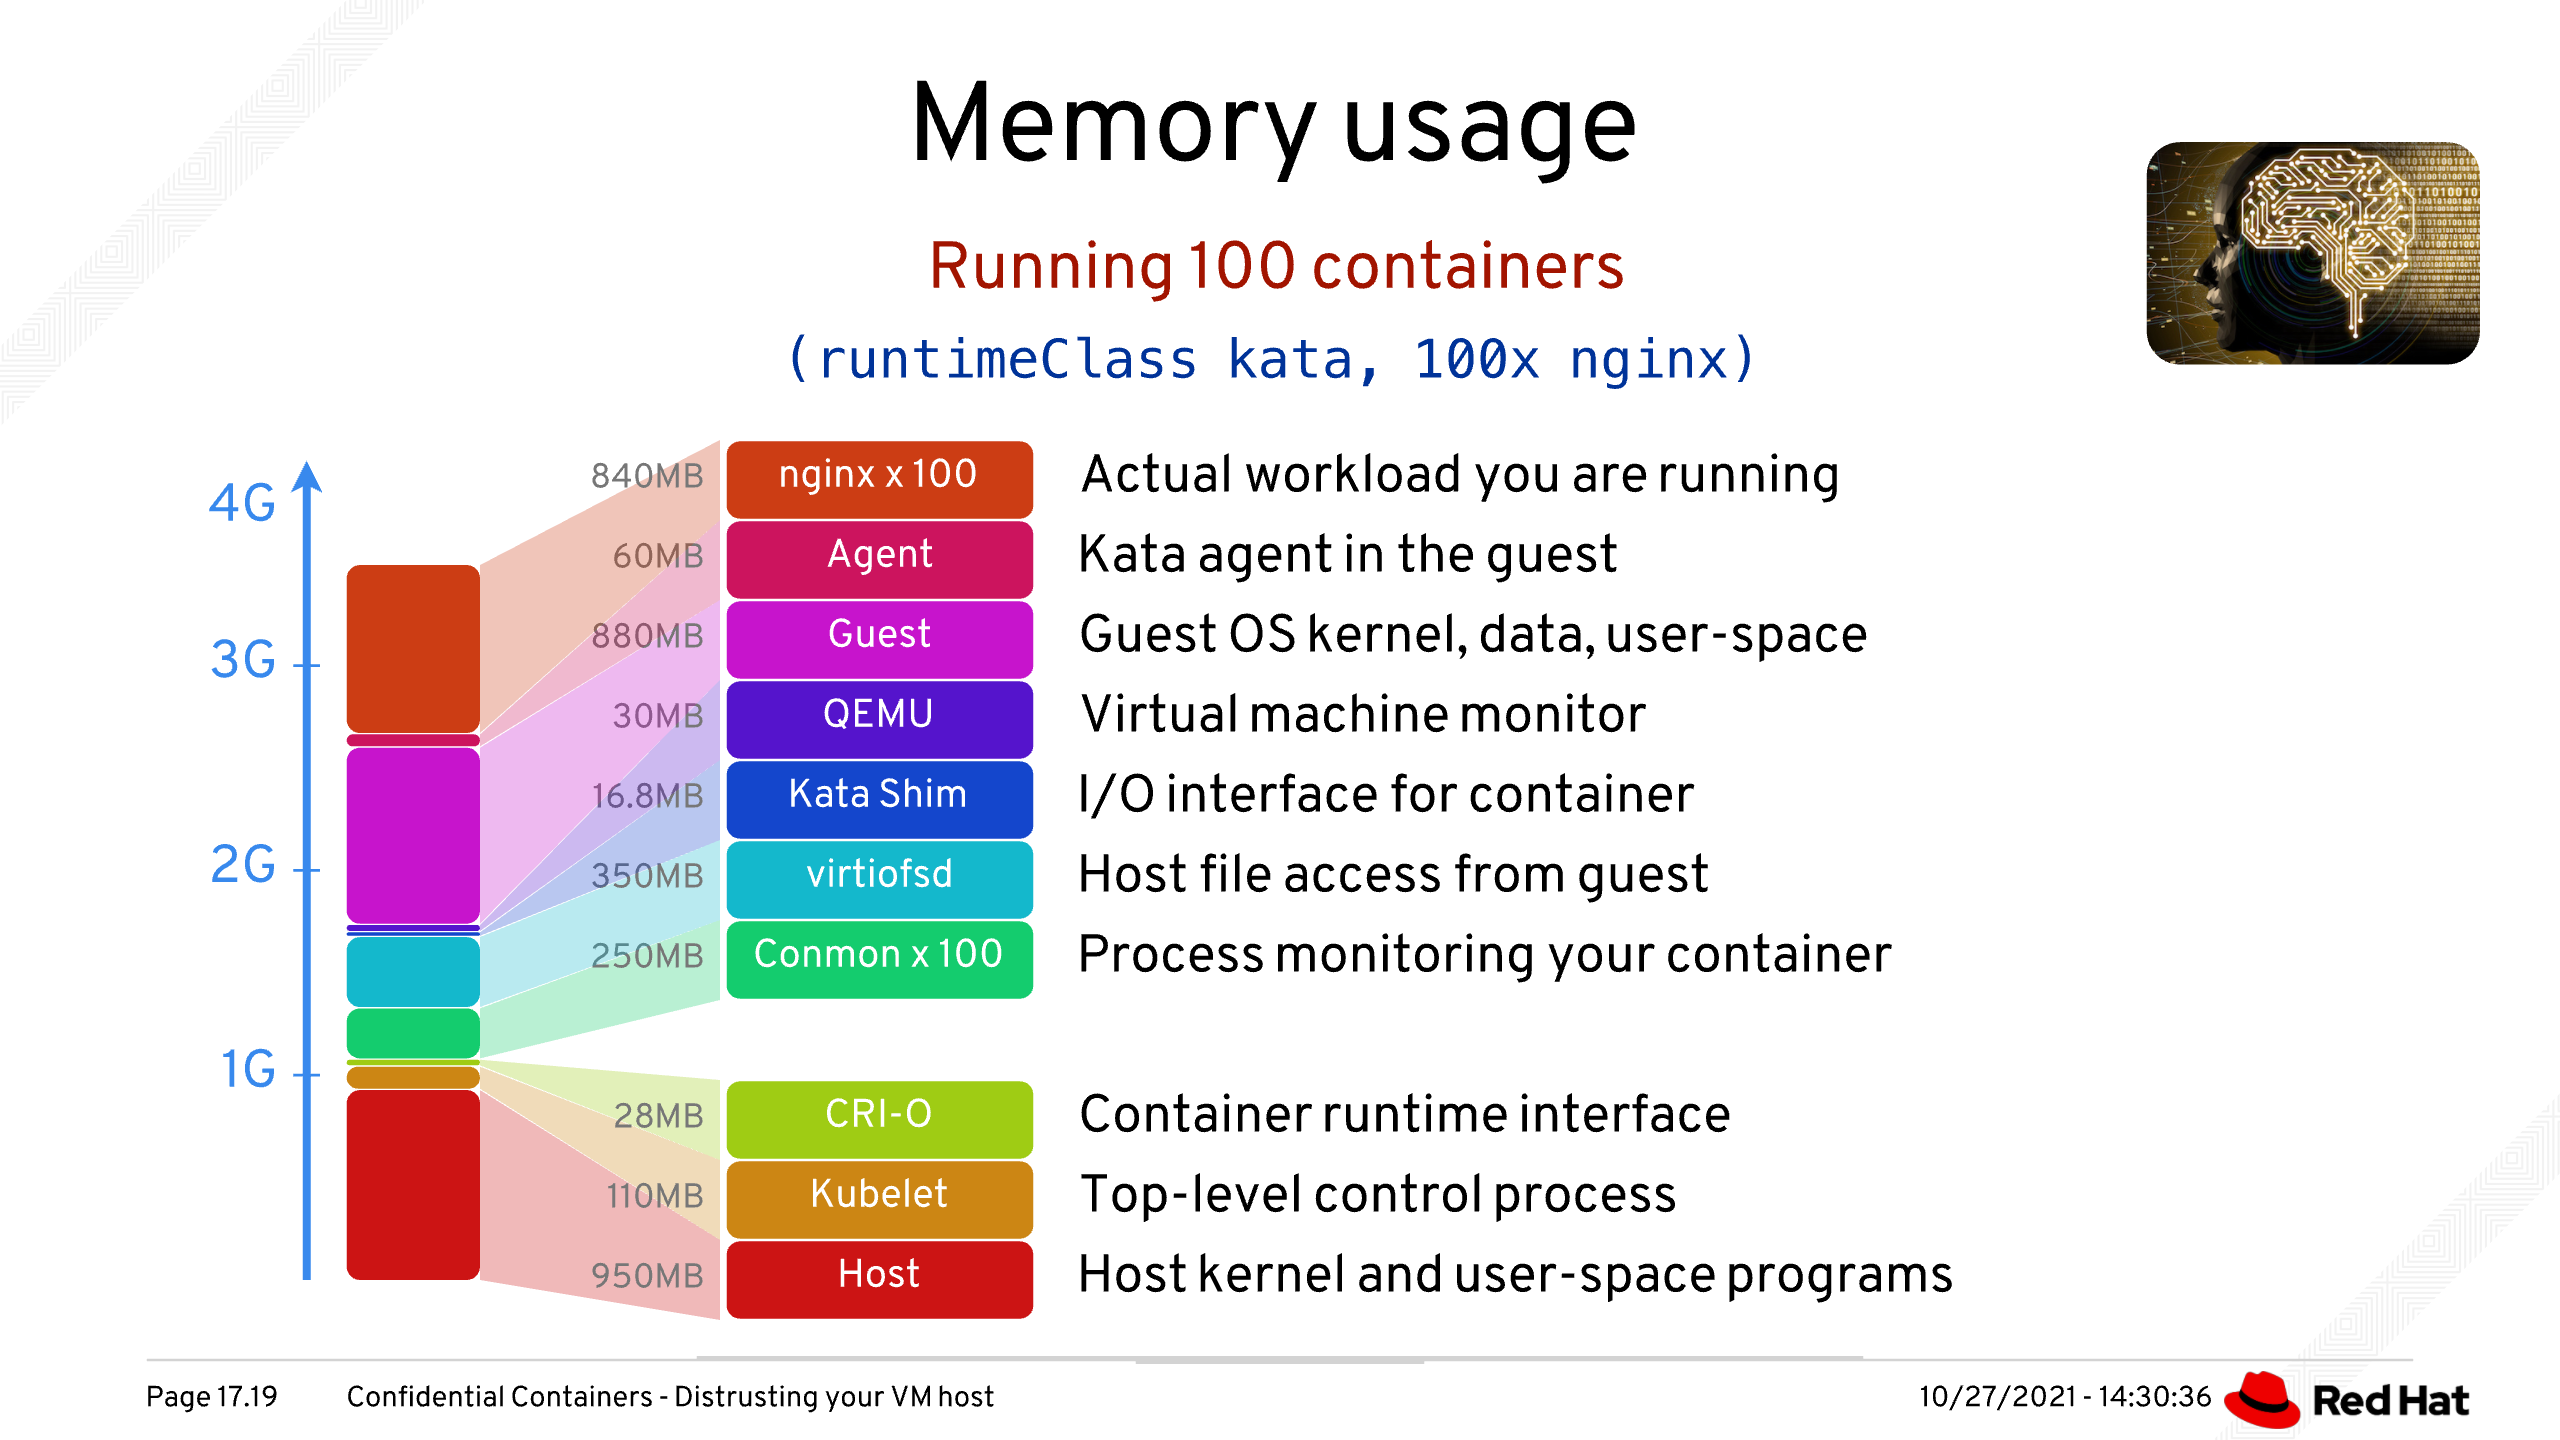 Memory usage
Running 100 containers
(runtimeClass kata, 100x nginx)
4G
3G
2G
1G
840MB nginx x 100 Actual workload you are running
60MB Agent Kata agent in the guest
880MB Guest Guest OS kernel, data, user-space
30MB QEMU Virtual machine monitor
16.8MB Kata Shim I/O interface for container
350MB virtiofsd Host file access from guest
250MB Conmon x 100 Process monitoring your container
28MB CRI-O Container runtime interface
110MB Kubelet Top-level control process
950MB Host Host kernel and user-space programs
Page 17.19 Confidential Containers - Distrusting your VM host 10/27/2021 - 14:30:36 Red Hat